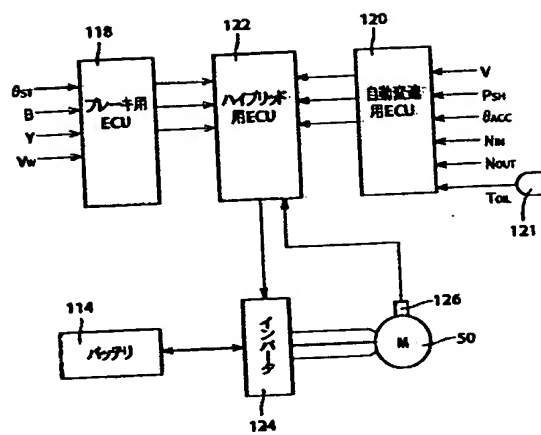 118
122
120
ブレーキ用
ECU
ハイブリッド
用ECU
自動変速
用ECU
θST
B
Y
VW
V
PSH
θACC
NIN
NOUT
TOIL
121
126
114
バッテリ
インバータ
124
M
50